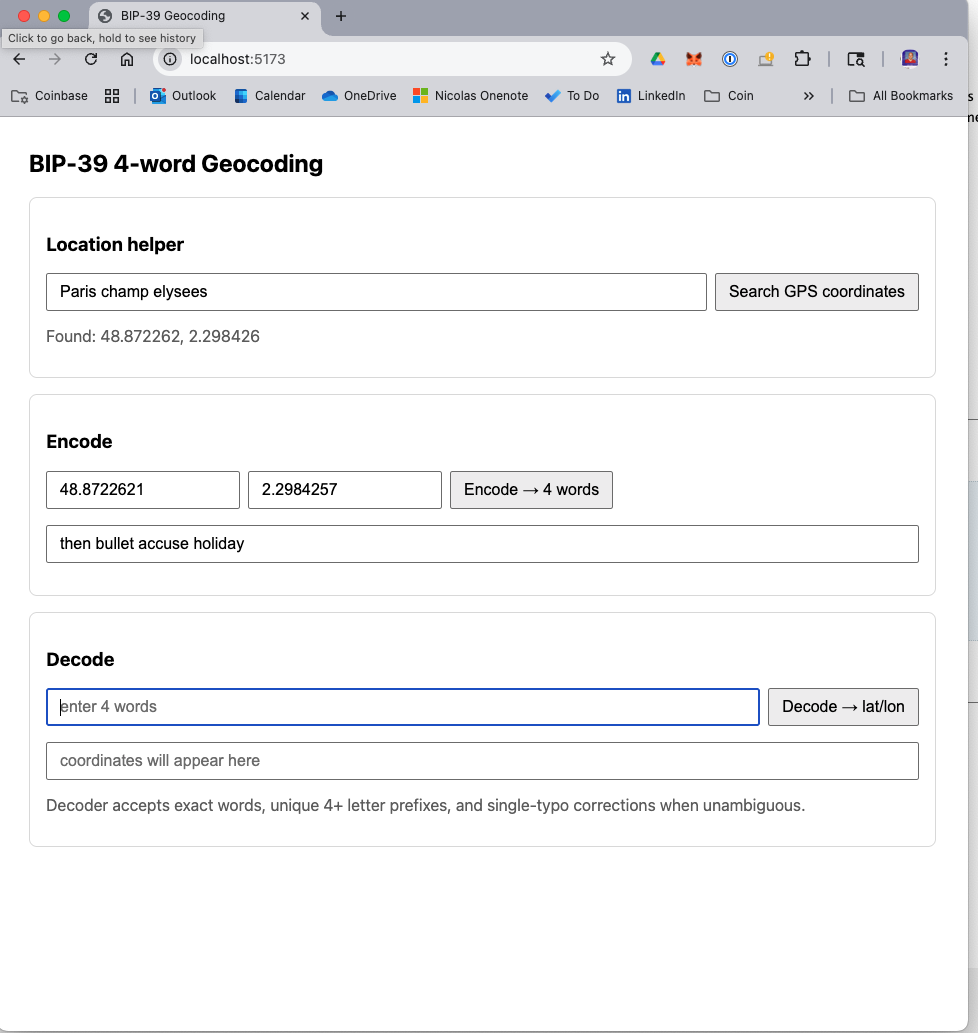 BIP-39 Geocoding
Click to go back, hold to see history
localhost:5173
Coinbase
Outlook
Calendar
OneDrive
Nicolas Onenote
To Do
LinkedIn
Coin
»
All Bookmarks
BIP-39 4-word Geocoding
Location helper
Paris champ elysees
Search GPS coordinates
Found: 48.872262, 2.298426
Encode
48.8722621
2.2984257
Encode → 4 words
then bullet accuse holiday
Decode
enter 4 words
Decode → lat/lon
coordinates will appear here
Decoder accepts exact words, unique 4+ letter prefixes, and single-typo corrections when unambiguous.